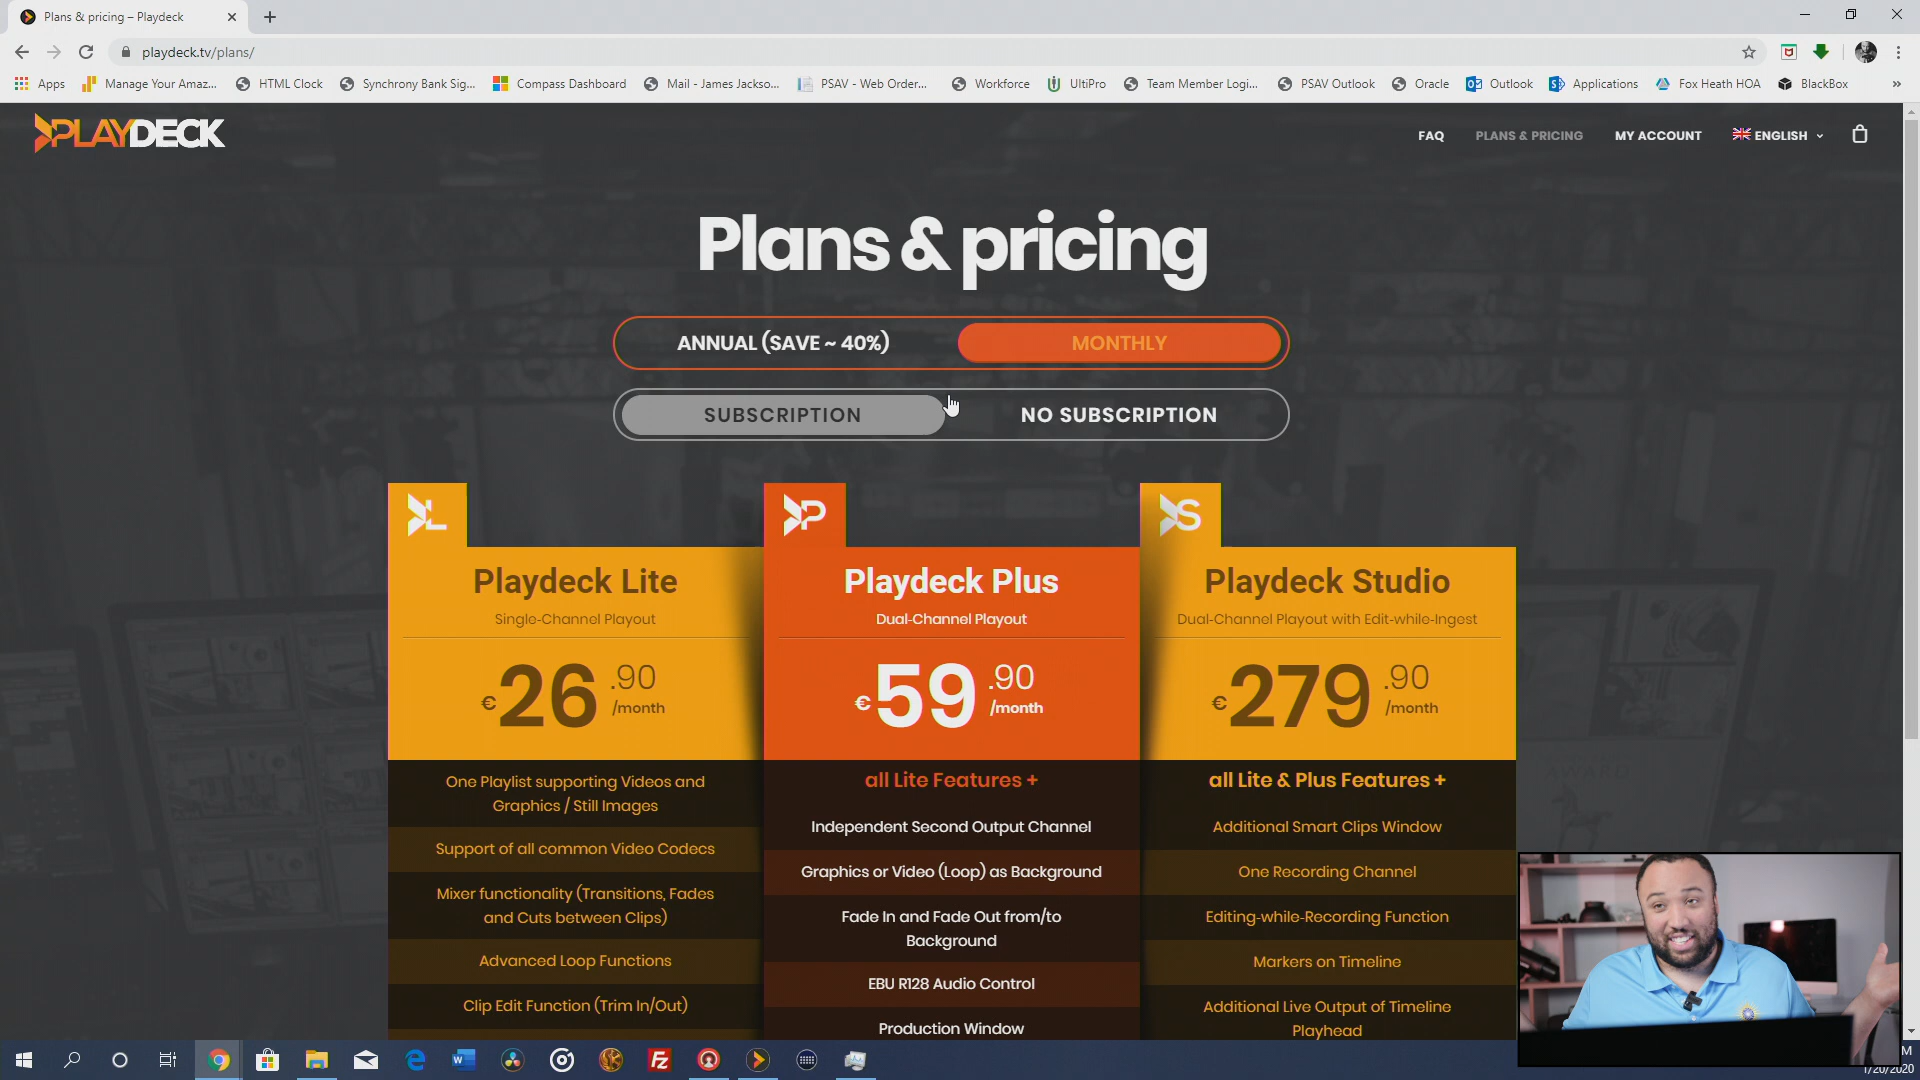 Plans & pricing – Playdeck
playdeck.tv/plans/
Apps
Manage Your Amaz...
HTML Clock
Synchrony Bank Sig...
Compass Dashboard
Mail - James Jackso...
PSAV - Web Order...
Workforce
UltiPro
Team Member Logi...
PSAV Outlook
Oracle
Outlook
Applications
Fox Heath HOA
BlackBox
»
PLAYDECK
FAQ
PLANS & PRICING
MY ACCOUNT
ENGLISH
Plans & pricing
ANNUAL (SAVE ~ 40%)
MONTHLY
SUBSCRIPTION
NO SUBSCRIPTION
L
Playdeck Lite
Single-Channel Playout
€26.90
/month
One Playlist supporting Videos and
Graphics / Still Images
Support of all common Video Codecs
Mixer functionality (Transitions, Fades
and Cuts between Clips)
Advanced Loop Functions
Clip Edit Function (Trim In/Out)
P
Playdeck Plus
Dual-Channel Playout
€59.90
/month
all Lite Features +
Independent Second Output Channel
Graphics or Video (Loop) as Background
Fade In and Fade Out from/to
Background
EBU R128 Audio Control
Production Window
S
Playdeck Studio
Dual-Channel Playout with Edit-while-Ingest
€279.90
/month
all Lite & Plus Features +
Additional Smart Clips Window
One Recording Channel
Editing-while-Recording Function
Markers on Timeline
Additional Live Output of Timeline
Playhead
M
1/20/2020